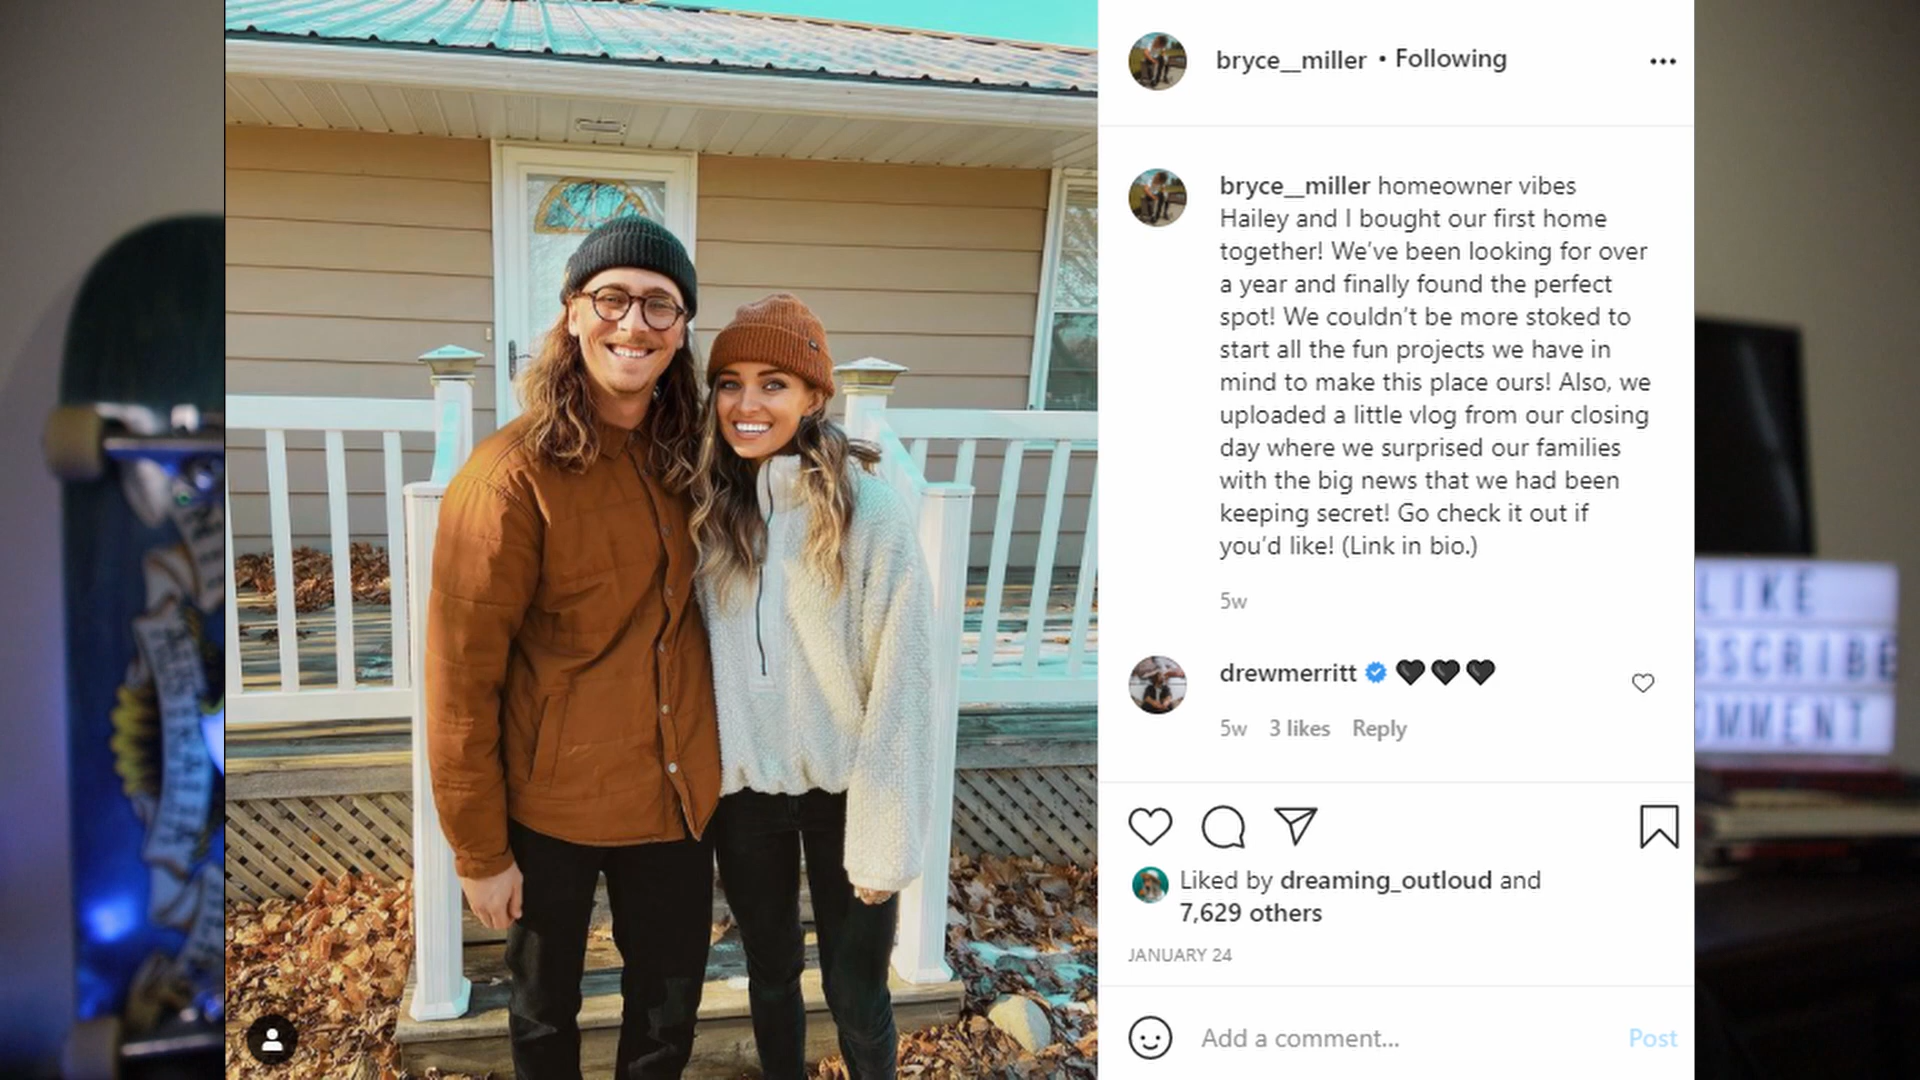 bryce__miller • Following
bryce__miller homeowner vibes
Hailey and I bought our first home
together! We've been looking for over
a year and finally found the perfect
spot! We couldn't be more stoked to
start all the fun projects we have in
mind to make this place ours! Also, we
uploaded a little vlog from our closing
day where we surprised our families
with the big news that we had been
keeping secret! Go check it out if
you'd like! (Link in bio.)
5w
drewmerritt 🖤🖤🖤
5w 3 likes Reply
Liked by dreaming_outloud and
7,629 others
JANUARY 24
Add a comment... Post
LIKE
BSCRIBE
OMMENT